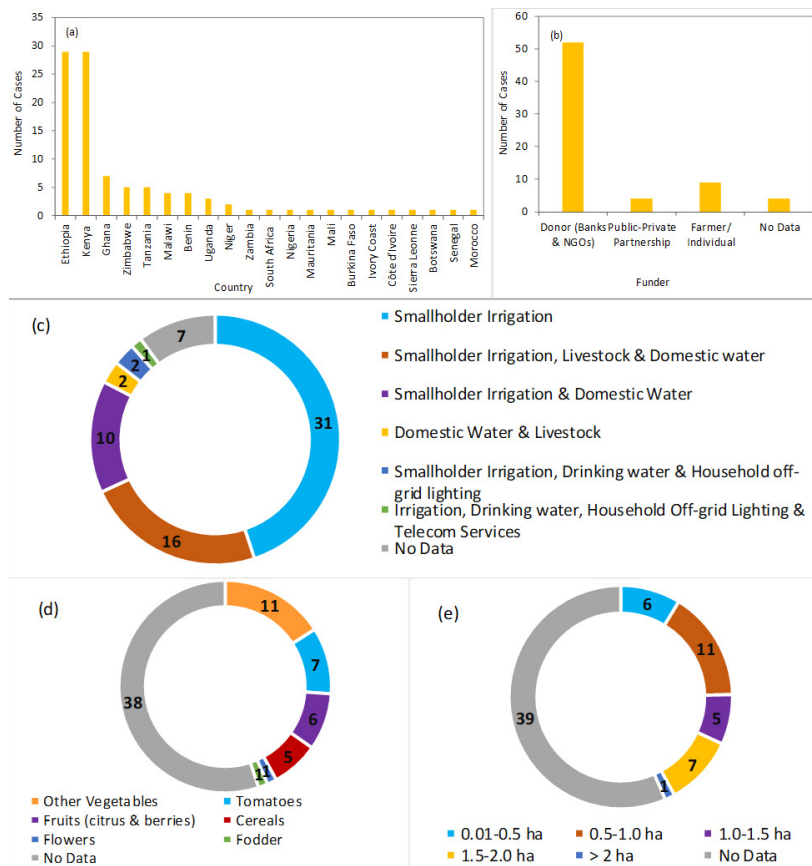 (a)
Number of Cases
35
30
25
20
15
10
5
0
Ethiopia
Kenya
Ghana
Zimbabwe
Tanzania
Malawi
Benin
Uganda
Niger
Zambia
South Africa
Nigeria
Mauritania
Mali
Burkina Faso
Ivory Coast
Côte d'Ivoire
Sierra Leonne
Botswana
Senegal
Morocco
Country
(b)
Number of Cases
60
50
40
30
20
10
0
Donor (Banks
& NGOs)
Public-Private
Partnership
Farmer/
Individual
No Data
Funder
(c)
7
1
2
2
10
16
31
Smallholder Irrigation
Smallholder Irrigation, Livestock & Domestic water
Smallholder Irrigation & Domestic Water
Domestic Water & Livestock
Smallholder Irrigation, Drinking water & Household off-
grid lighting
Irrigation, Drinking water, Household Off-grid Lighting &
Telecom Services
No Data
(d)
11
7
6
5
1
1
38
Other Vegetables
Tomatoes
Fruits (citrus & berries)
Cereals
Flowers
Fodder
No Data
(e)
6
11
5
7
1
39
0.01-0.5 ha
0.5-1.0 ha
1.0-1.5 ha
1.5-2.0 ha
> 2 ha
No Data